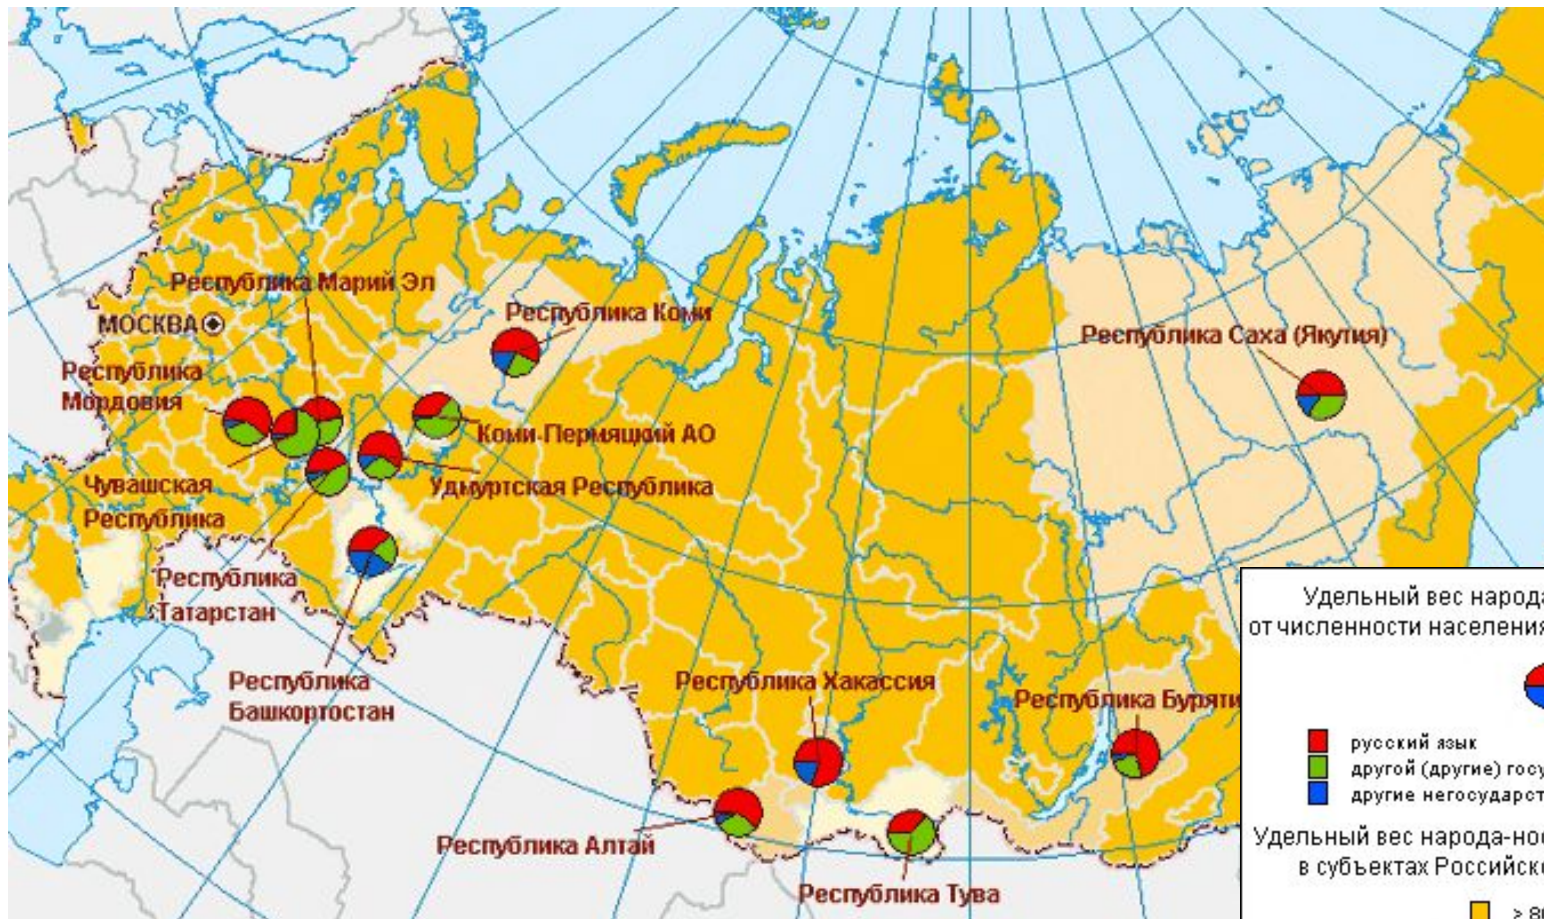 Республика Марий Эл
МОСКВА
Республика Коми
Республика Саха (Якутия)
Республика
Мордовия
Коми-Пермяцкий АО
Чувашская
Республика
Удмуртская Республика
Республика
Татарстан
Республика
Башкортостан
Республика Хакассия
Республика Буряти
Республика Алтай
Республика Тува
Удельный вес народа
от численности населения
русский язык
другой (другие) госу
другие негосударст
Удельный вес народа-нос
в субъектах Российско
> 80